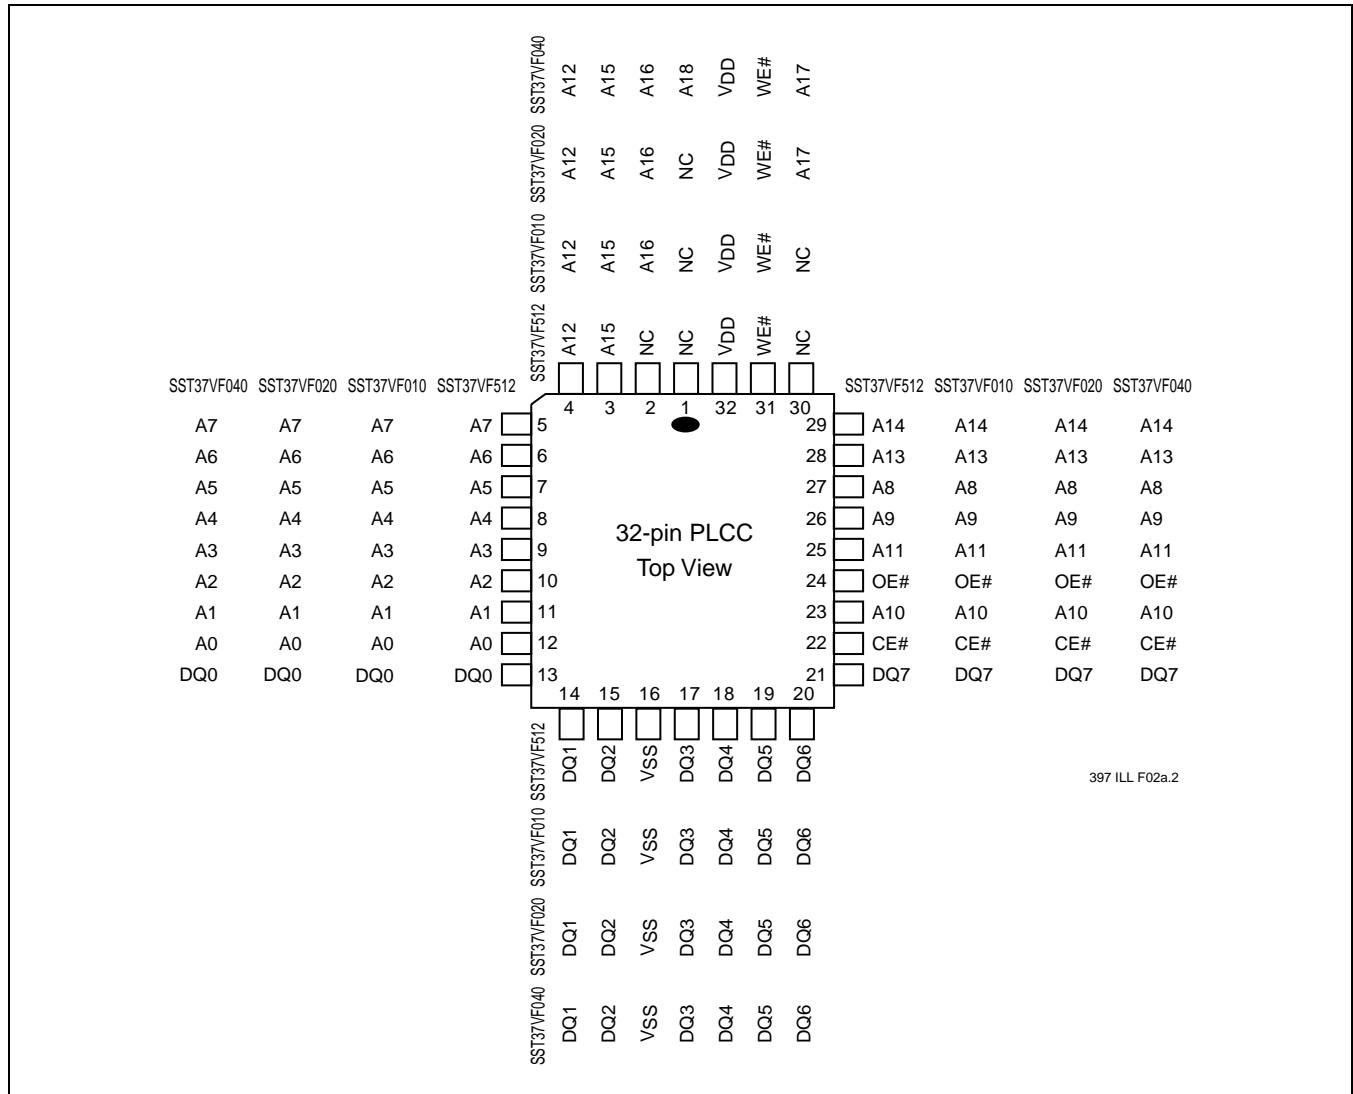 SST37VF040 A12 A15 A16 A18 VDD WE# A17
SST37VF020 A12 A15 A16 NC VDD WE# A17
SST37VF010 A12 A15 A16 NC VDD WE# NC
SST37VF512 A12 A15 NC NC VDD WE# NC
SST37VF040 SST37VF020 SST37VF010 SST37VF512 SST37VF512 SST37VF010 SST37VF020 SST37VF040
4 3 2 1 32 31 30
A7 A7 A7 A7 5 29 A14 A14 A14 A14
A6 A6 A6 A6 6 28 A13 A13 A13 A13
A5 A5 A5 A5 7 27 A8 A8 A8 A8
A4 A4 A4 A4 8 26 A9 A9 A9 A9
32-pin PLCC
A3 A3 A3 A3 9 25 A11 A11 A11 A11
Top View
A2 A2 A2 A2 10 24 OE# OE# OE# OE#
A1 A1 A1 A1 11 23 A10 A10 A10 A10
A0 A0 A0 A0 12 22 CE# CE# CE# CE#
DQ0 DQ0 DQ0 DQ0 13 21 DQ7 DQ7 DQ7 DQ7
14 15 16 17 18 19 20
SST37VF512 DQ1 DQ2 VSS DQ3 DQ4 DQ5 DQ6
397 ILL F02a.2
SST37VF010 DQ1 DQ2 VSS DQ3 DQ4 DQ5 DQ6
SST37VF020 DQ1 DQ2 VSS DQ3 DQ4 DQ5 DQ6
SST37VF040 DQ1 DQ2 VSS DQ3 DQ4 DQ5 DQ6